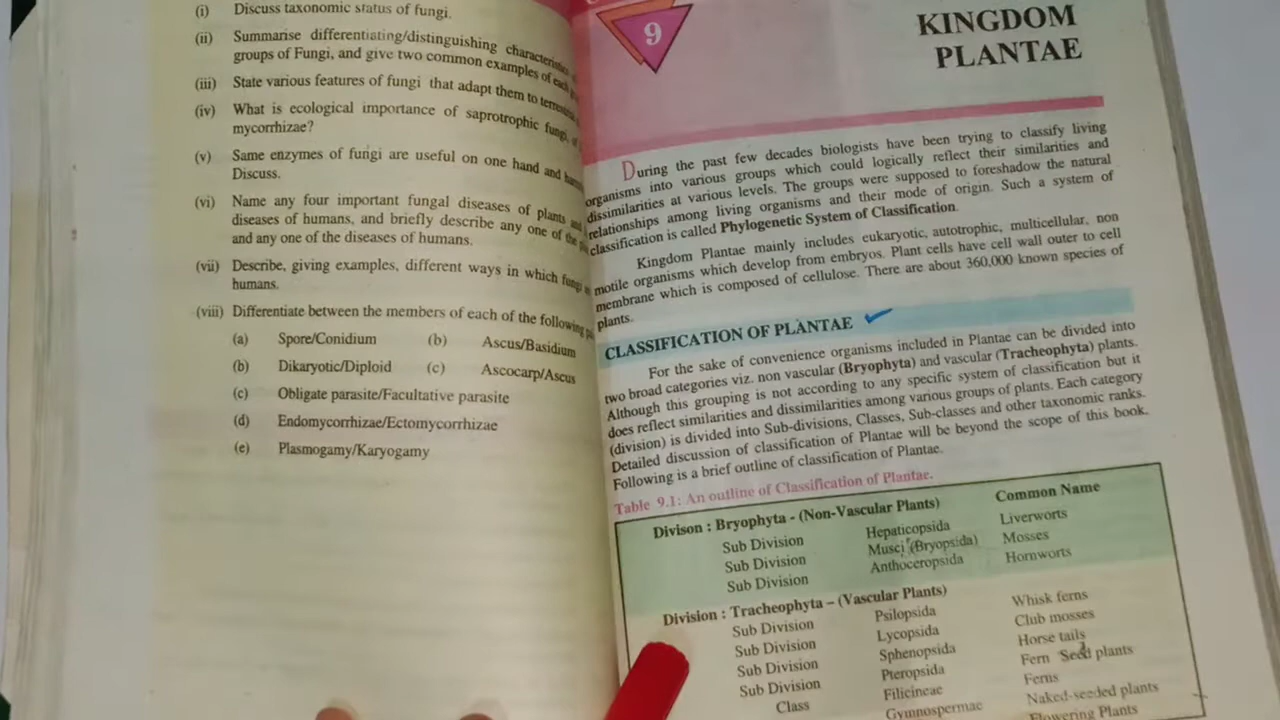 (i) Discuss taxonomic status of fungi.
(ii) Summarise differentiating/distinguishing
groups of Fungi, and give two common examples of each
(iii) State various features of fungi that adapt them to
(iv) What is ecological importance of saprotrophic fungi,
mycorrhizae?
(v) Same enzymes of fungi are useful on one hand and
Discuss.
(vi) Name any four important fungal diseases of plants
diseases of humans, and briefly describe any one of the
and any one of the diseases of humans.
(vii) Describe, giving examples, different ways in which fungi
humans.
(viii) Differentiate between the members of each of the following
(a) Spore/Conidium (b) Ascus/Basidium
(b) Dikaryotic/Diploid (c) Ascocarp/Ascus
(c) Obligate parasite/Facultative parasite
(d) Endomycorrhizae/Ectomycorrhizae
(e) Plasmogamy/Karyogamy
9
KINGDOM
PLANTAE
During the past few decades biologists have been trying to classify living
organisms into various groups which could logically reflect their similarities and
dissimilarities at various levels. The groups were supposed to foreshadow the natural
relationships among living organisms and their mode of origin. Such a system of
classification is called Phylogenetic System of Classification.
Kingdom Plantae mainly includes eukaryotic, autotrophic, multicellular, non
motile organisms which develop from embryos. Plant cells have cell wall outer to cell
membrane which is composed of cellulose. There are about 360,000 known species of
plants.
CLASSIFICATION OF PLANTAE
For the sake of convenience organisms included in Plantae can be divided into
two broad categories viz. non vascular (Bryophyta) and vascular (Tracheophyta) plants.
Although this grouping is not according to any specific system of classification but it
does reflect similarities and dissimilarities among various groups of plants. Each category
(division) is divided into Sub-divisions, Classes, Sub-classes and other taxonomic ranks.
Detailed discussion of classification of Plantae will be beyond the scope of this book.
Following is a brief outline of classification of Plantae.
Table 9.1: An outline of Classification of Plantae.
Divison : Bryophyta - (Non-Vascular Plants) Common Name
Sub Division Hepaticopsida Liverworts
Sub Division Musci (Bryopsida) Mosses
Sub Division Anthoceropsida Hornworts
Division : Tracheophyta – (Vascular Plants)
Sub Division Psilopsida Whisk ferns
Sub Division Lycopsida Club mosses
Sub Division Sphenopsida Horse tails
Sub Division Pteropsida Fern Seed plants
Class Filicineae Ferns
Gymnospermae Naked-seeded plants
Flowering Plants